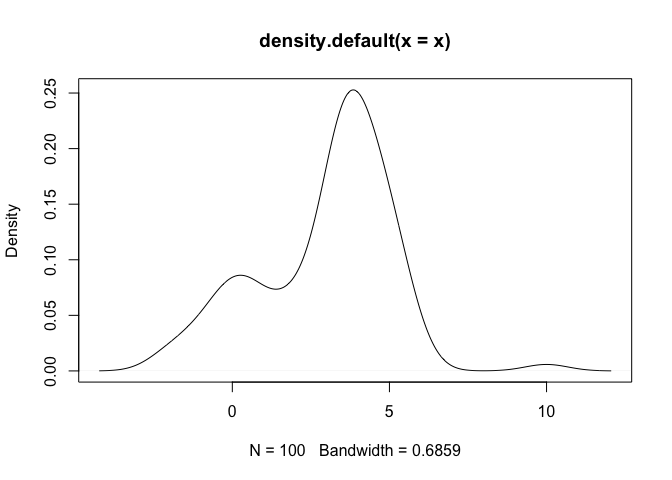 density.default(x = x)
Density
0.25
0.20
0.15
0.10
0.05
0.00
0 5 10
N = 100 Bandwidth = 0.6859